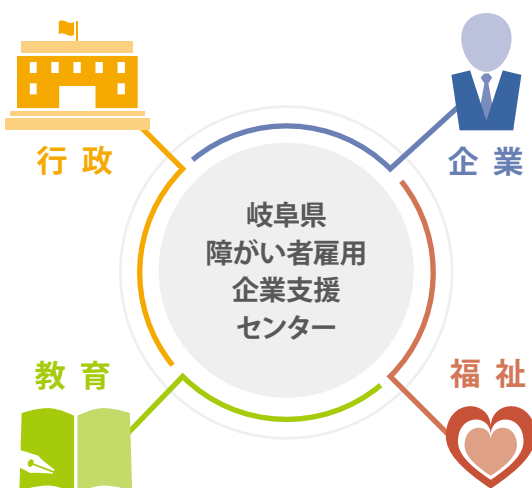 行政
企業
岐阜県
障がい者雇用
企業支援
センター
教育
福祉